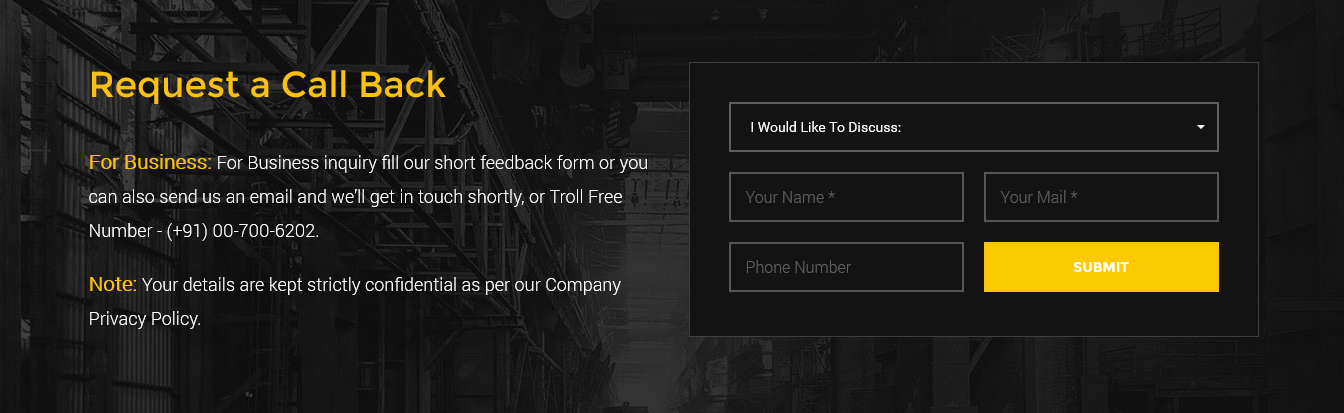 Request a Call Back
For Business: For Business inquiry fill our short feedback form or you
can also send us an email and we'll get in touch shortly, or Troll Free
Number - (+91) 00-700-6202.
Note: Your details are kept strictly confidential as per our Company
Privacy Policy.
I Would Like To Discuss:
Your Name *
Your Mail *
Phone Number
SUBMIT